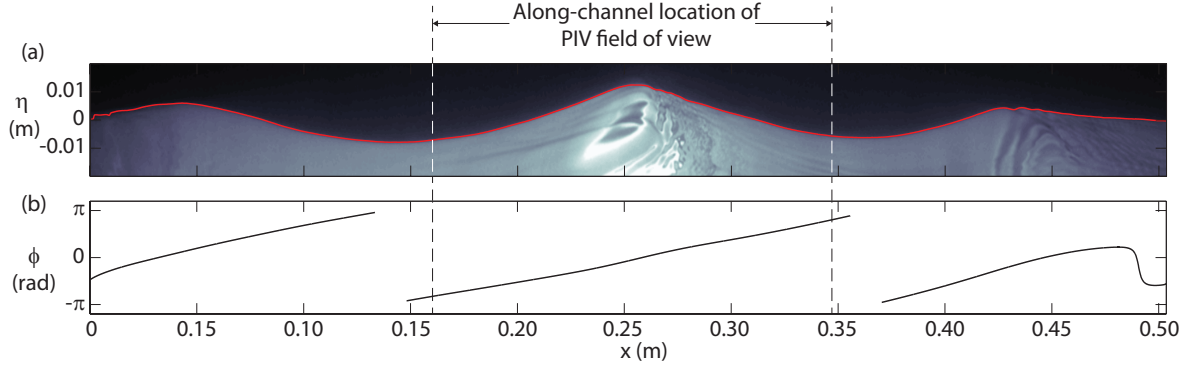 Along-channel location of
PIV field of view
(a)
η
(m)
0.01
0
-0.01
(b)
ϕ
(rad)
π
0
-π
0 0.15 0.10 0.15 0.20 0.25 0.30 0.35 0.40 0.45 0.50
x (m)